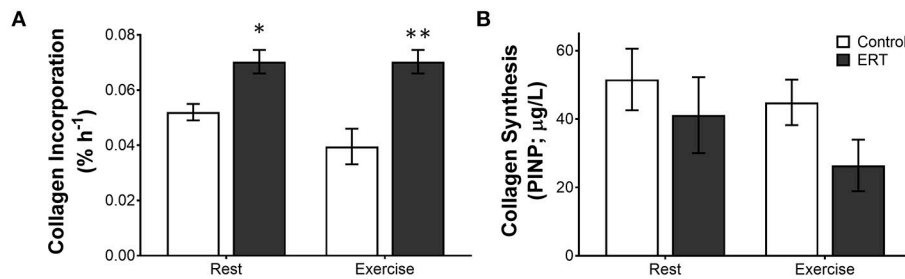 A
Collagen Incorporation
(% h⁻¹)
0.08
0.06
0.04
0.02
0.00
*
**
Rest
Exercise
B
Collagen Synthesis
(PINP; µg/L)
60
40
20
0
Control
ERT
Rest
Exercise